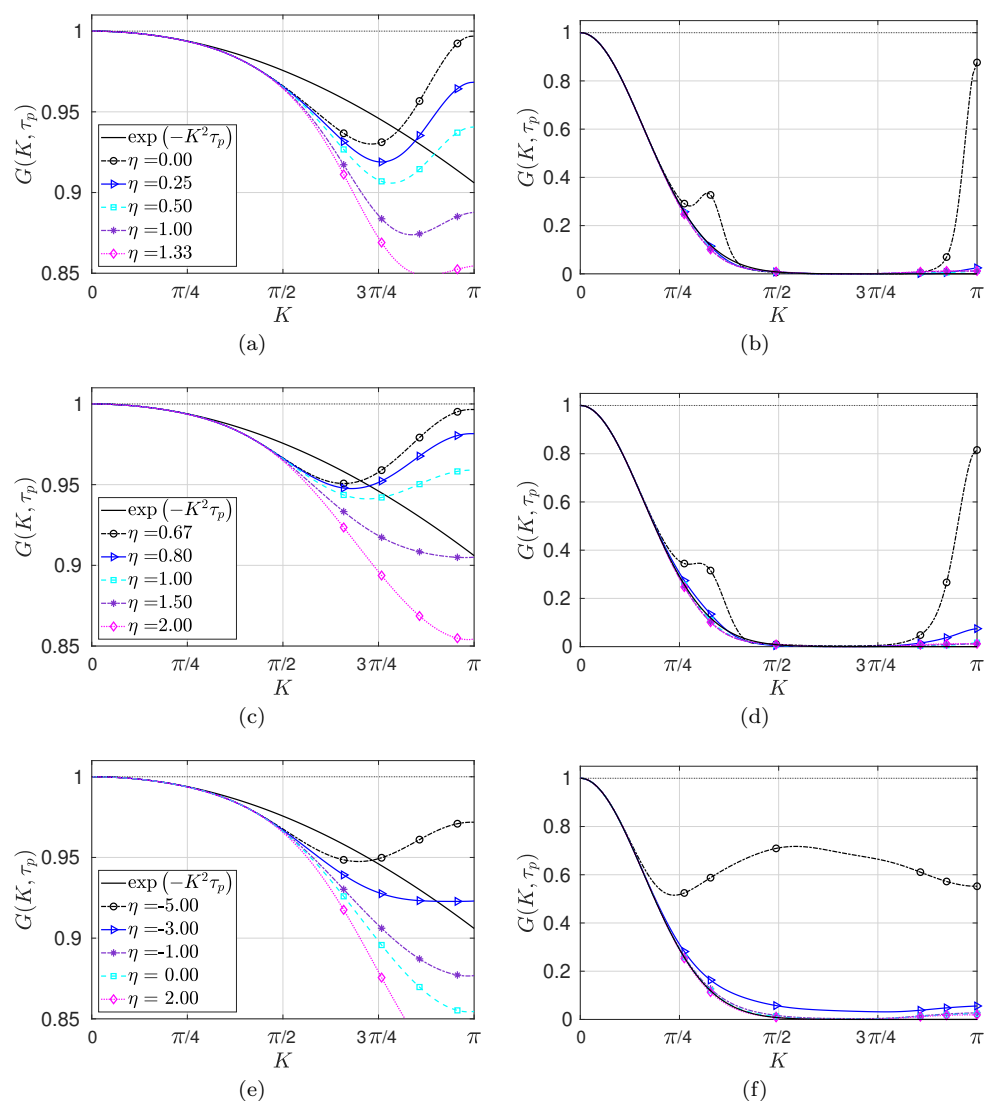 1
0.95
0.9
0.85
G(K, τp)
exp (−K²τp)
η =0.00
η =0.25
η =0.50
η =1.00
η =1.33
0 π/4 π/2 3π/4 π
K
(a)
1
0.8
0.6
0.4
0.2
0
G(K, τp)
0 π/4 π/2 3π/4 π
K
(b)
1
0.95
0.9
0.85
G(K, τp)
exp (−K²τp)
η =0.67
η =0.80
η =1.00
η =1.50
η =2.00
0 π/4 π/2 3π/4 π
K
(c)
1
0.8
0.6
0.4
0.2
0
G(K, τp)
0 π/4 π/2 3π/4 π
K
(d)
1
0.95
0.9
0.85
G(K, τp)
exp (−K²τp)
η =-5.00
η =-3.00
η =-1.00
η = 0.00
η = 2.00
0 π/4 π/2 3π/4 π
K
(e)
1
0.8
0.6
0.4
0.2
0
G(K, τp)
0 π/4 π/2 3π/4 π
K
(f)